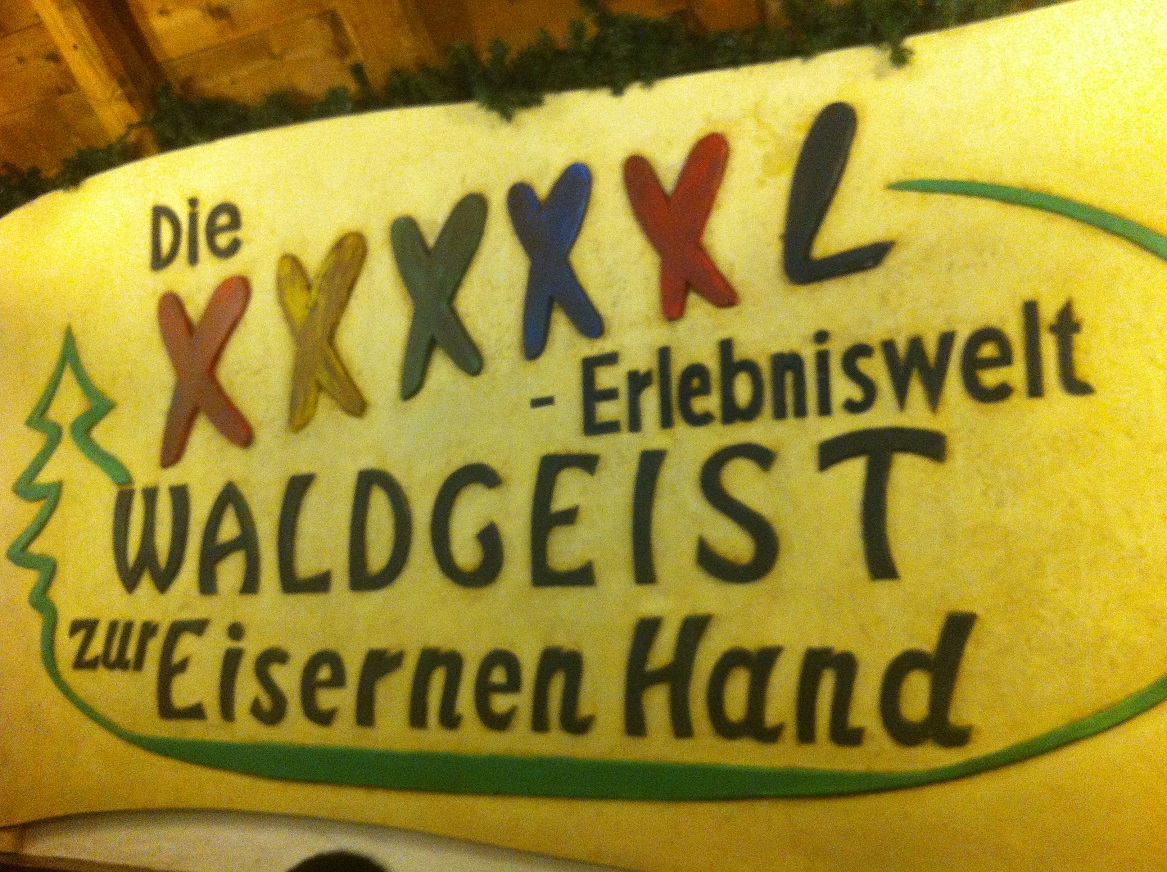 Die
XXXXXL
- Erlebniswelt
WALDGEIST
zur Eisernen Hand